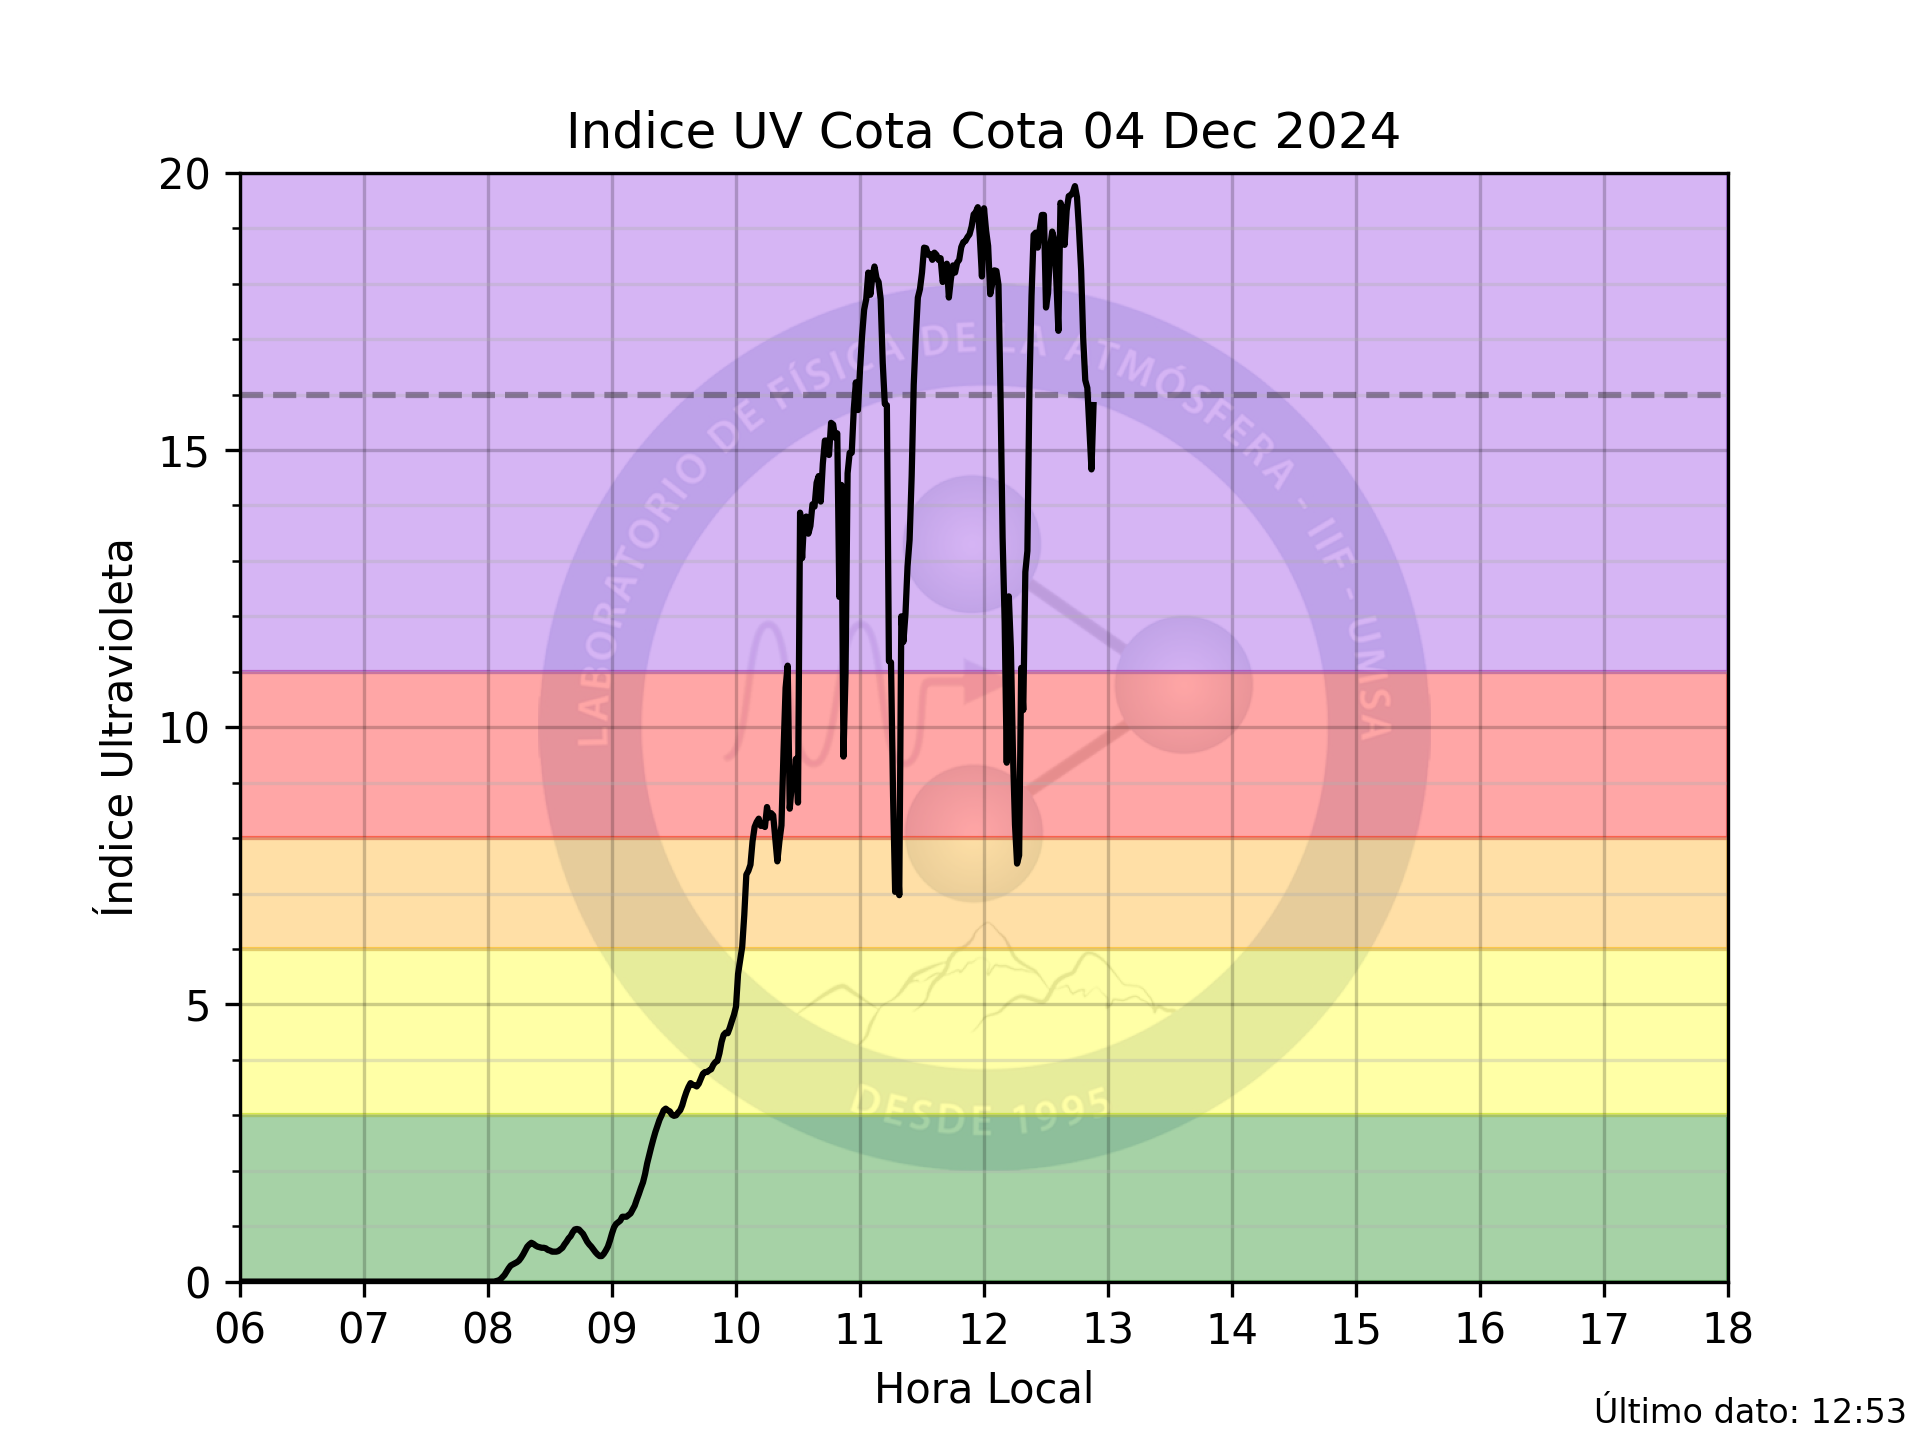 Indice UV Cota Cota 04 Dec 2024
20
15
10
5
0
Índice Ultravioleta
LABORATORIO DE FÍSICA DE LA ATMÓSFERA - IIF - UMSA
DESDE 1995
06 07 08 09 10 11 12 13 14 15 16 17 18
Hora Local
Último dato: 12:53